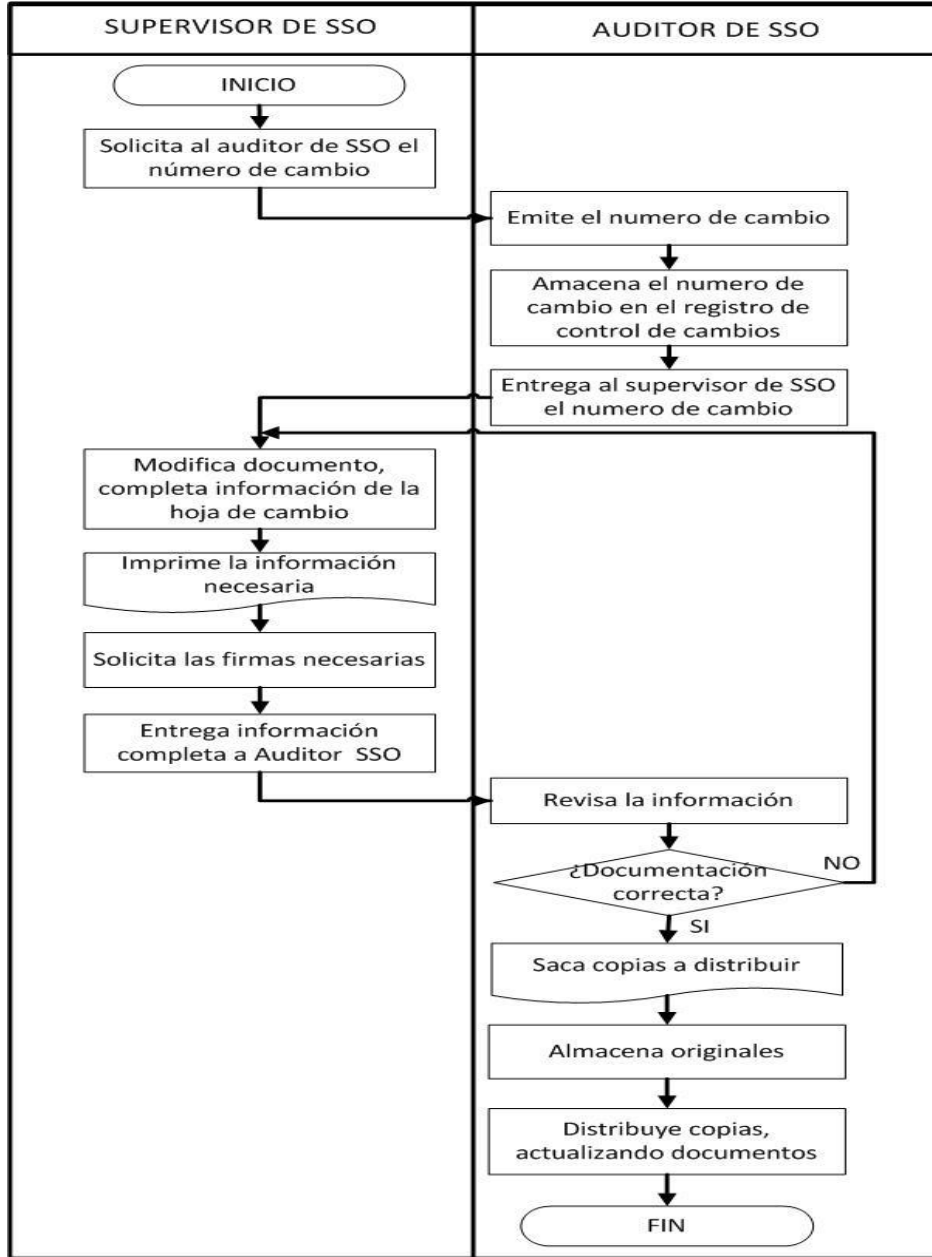 SUPERVISOR DE SSO
AUDITOR DE SSO
INICIO
Solicita al auditor de SSO el
número de cambio
Emite el numero de cambio
Amacena el numero de
cambio en el registro de
control de cambios
Entrega al supervisor de SSO
el numero de cambio
Modifica documento,
completa información de la
hoja de cambio
Imprime la información
necesaria
Solicita las firmas necesarias
Entrega información
completa a Auditor SSO
Revisa la información
¿Documentación
correcta?
NO
SI
Saca copias a distribuir
Almacena originales
Distribuye copias,
actualizando documentos
FIN